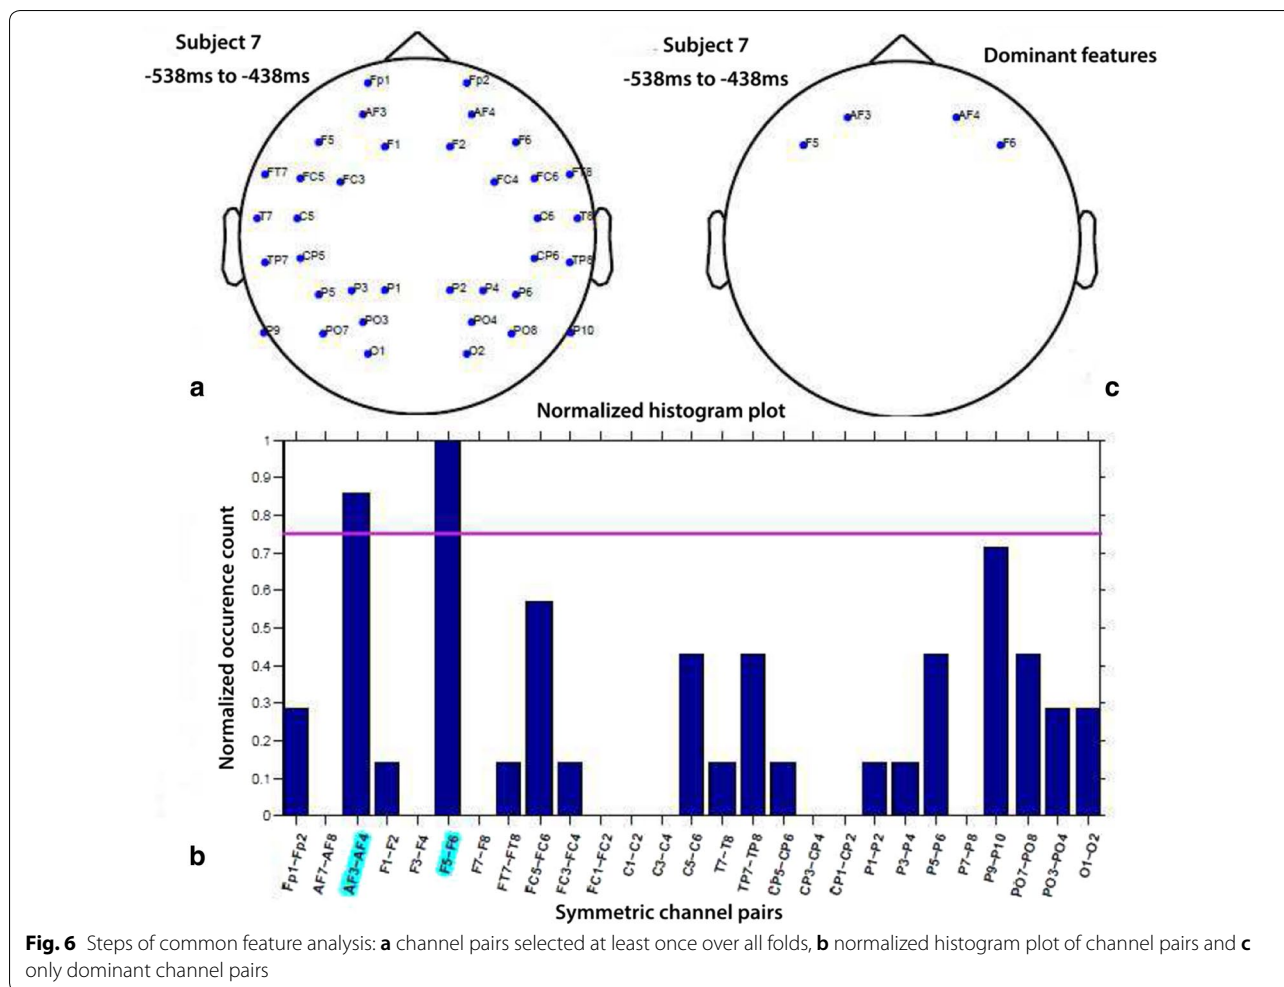 Subject 7
-538ms to -438ms
Fp1 Fp2
AF3 AF4
F5 F1 F2 F6
FT7 FC5 FC3 FC4 FC6 FT8
T7 C5 C6 T8
TP7 CP5 CP6 TP8
P5 P3 P1 P2 P4 P6
P9 PO7 PO3 PO4 PO8 P10
O1 O2
a
Subject 7
-538ms to -438ms
Dominant features
AF3 AF4
F5 F6
c
Normalized histogram plot
Normalized occurence count
1
0.9
0.8
0.7
0.6
0.5
0.4
0.3
0.2
0.1
0
b
Fp1-Fp2
AF7-AF8
AF3-AF4
F1-F2
F3-F4
F5-F6
F7-F8
FT7-FT8
FC5-FC6
FC3-FC4
FC1-FC2
C1-C2
C3-C4
C5-C6
T7-T8
TP7-TP8
CP5-CP6
CP3-CP4
CP1-CP2
P1-P2
P3-P4
P5-P6
P7-P8
P9-P10
PO7-PO8
PO3-PO4
O1-O2
Symmetric channel pairs
Fig. 6 Steps of common feature analysis: a channel pairs selected at least once over all folds, b normalized histogram plot of channel pairs and c
only dominant channel pairs